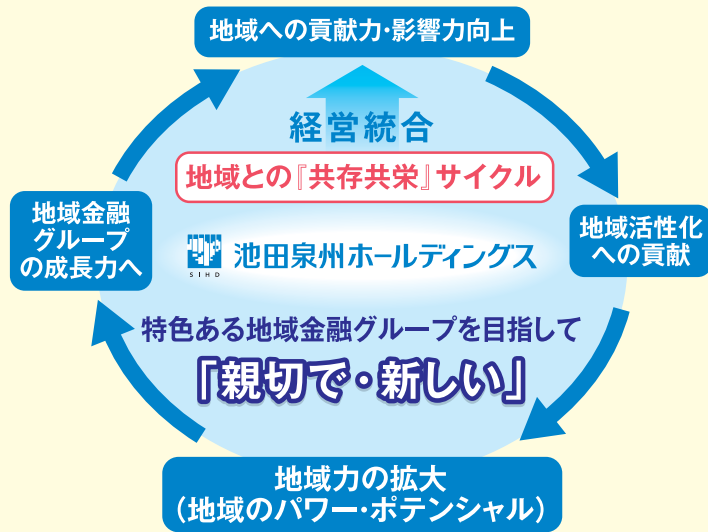 地域への貢献力・影響力向上
経営統合
地域との『共存共栄』サイクル
地域金融
グループ
の成長力へ
地域活性化
への貢献
SIHD
池田泉州ホールディングス
特色ある地域金融グループを目指して
「親切で・新しい」
地域力の拡大
(地域のパワー・ポテンシャル)